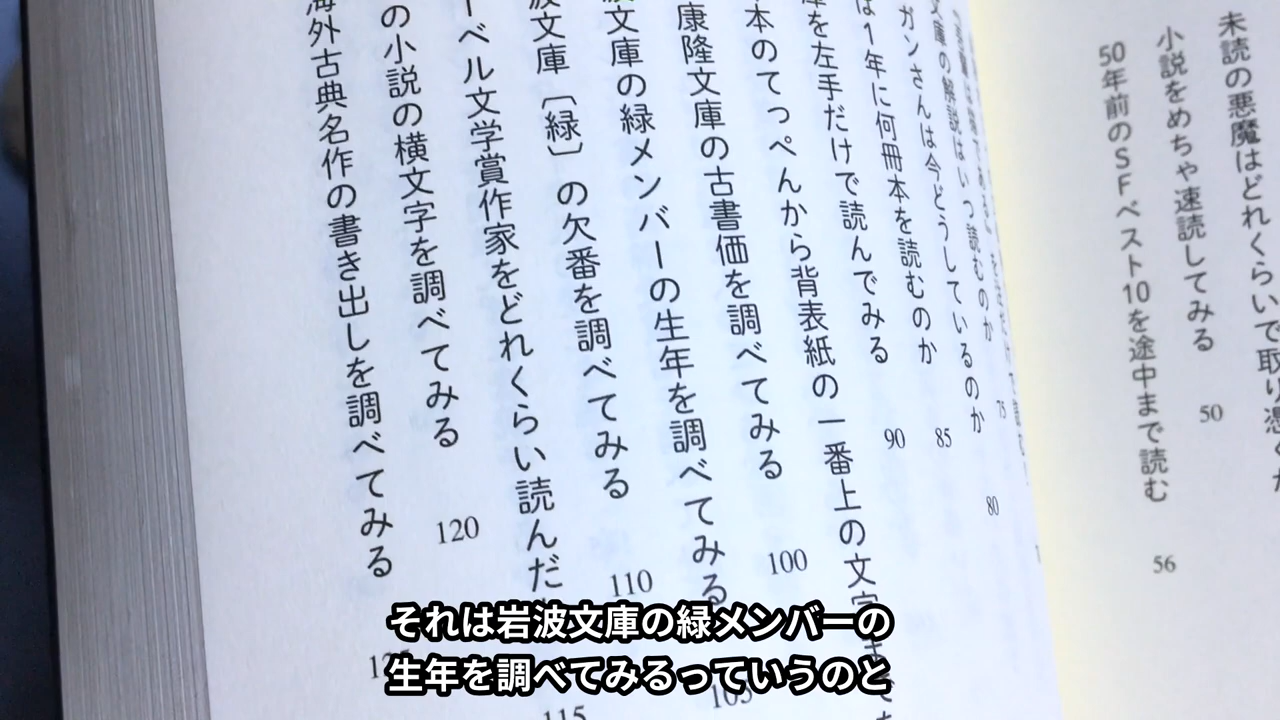 未読の悪魔はどれくらいで取り憑くか
小説をめちゃ速読してみる
50
50年前のSFベスト10を途中まで読む
56
75
文庫の解説はいつ読むのか
80
ガンさんは今どうしているのか
85
は1年に何冊本を読むのか
90
庫を左手だけで読んでみる
本のてっぺんから背表紙の一番上の文字
康隆文庫の古書価を調べてみる
100
波文庫の緑メンバーの生年を調べてみる
105
波文庫〔緑〕の欠番を調べてみる
110
ーベル文学賞作家をどれくらい読んだ
115
の小説の横文字を調べてみる
120
海外古典名作の書き出しを調べてみる
125
それは岩波文庫の緑メンバーの
生年を調べてみるっていうのと